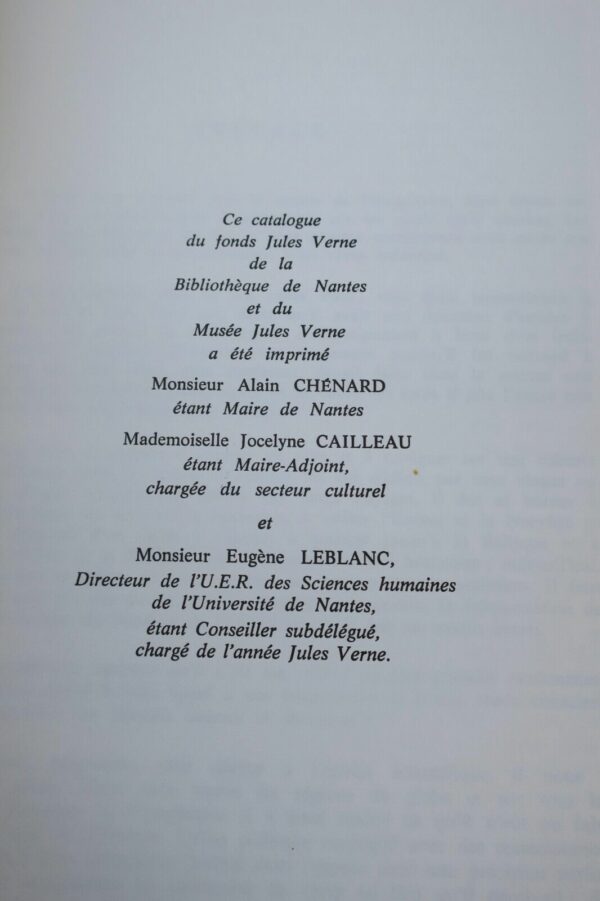 Ce catalogue
du fonds Jules Verne
de la
Bibliothèque de Nantes
et du
Musée Jules Verne
a été imprimé
Monsieur Alain CHÉNARD
étant Maire de Nantes
Mademoiselle Jocelyne CAILLEAU
étant Maire-Adjoint,
chargée du secteur culturel
et
Monsieur Eugène LEBLANC,
Directeur de l'U.E.R. des Sciences humaines
de l'Université de Nantes,
étant Conseiller subdélégué,
chargé de l'année Jules Verne.